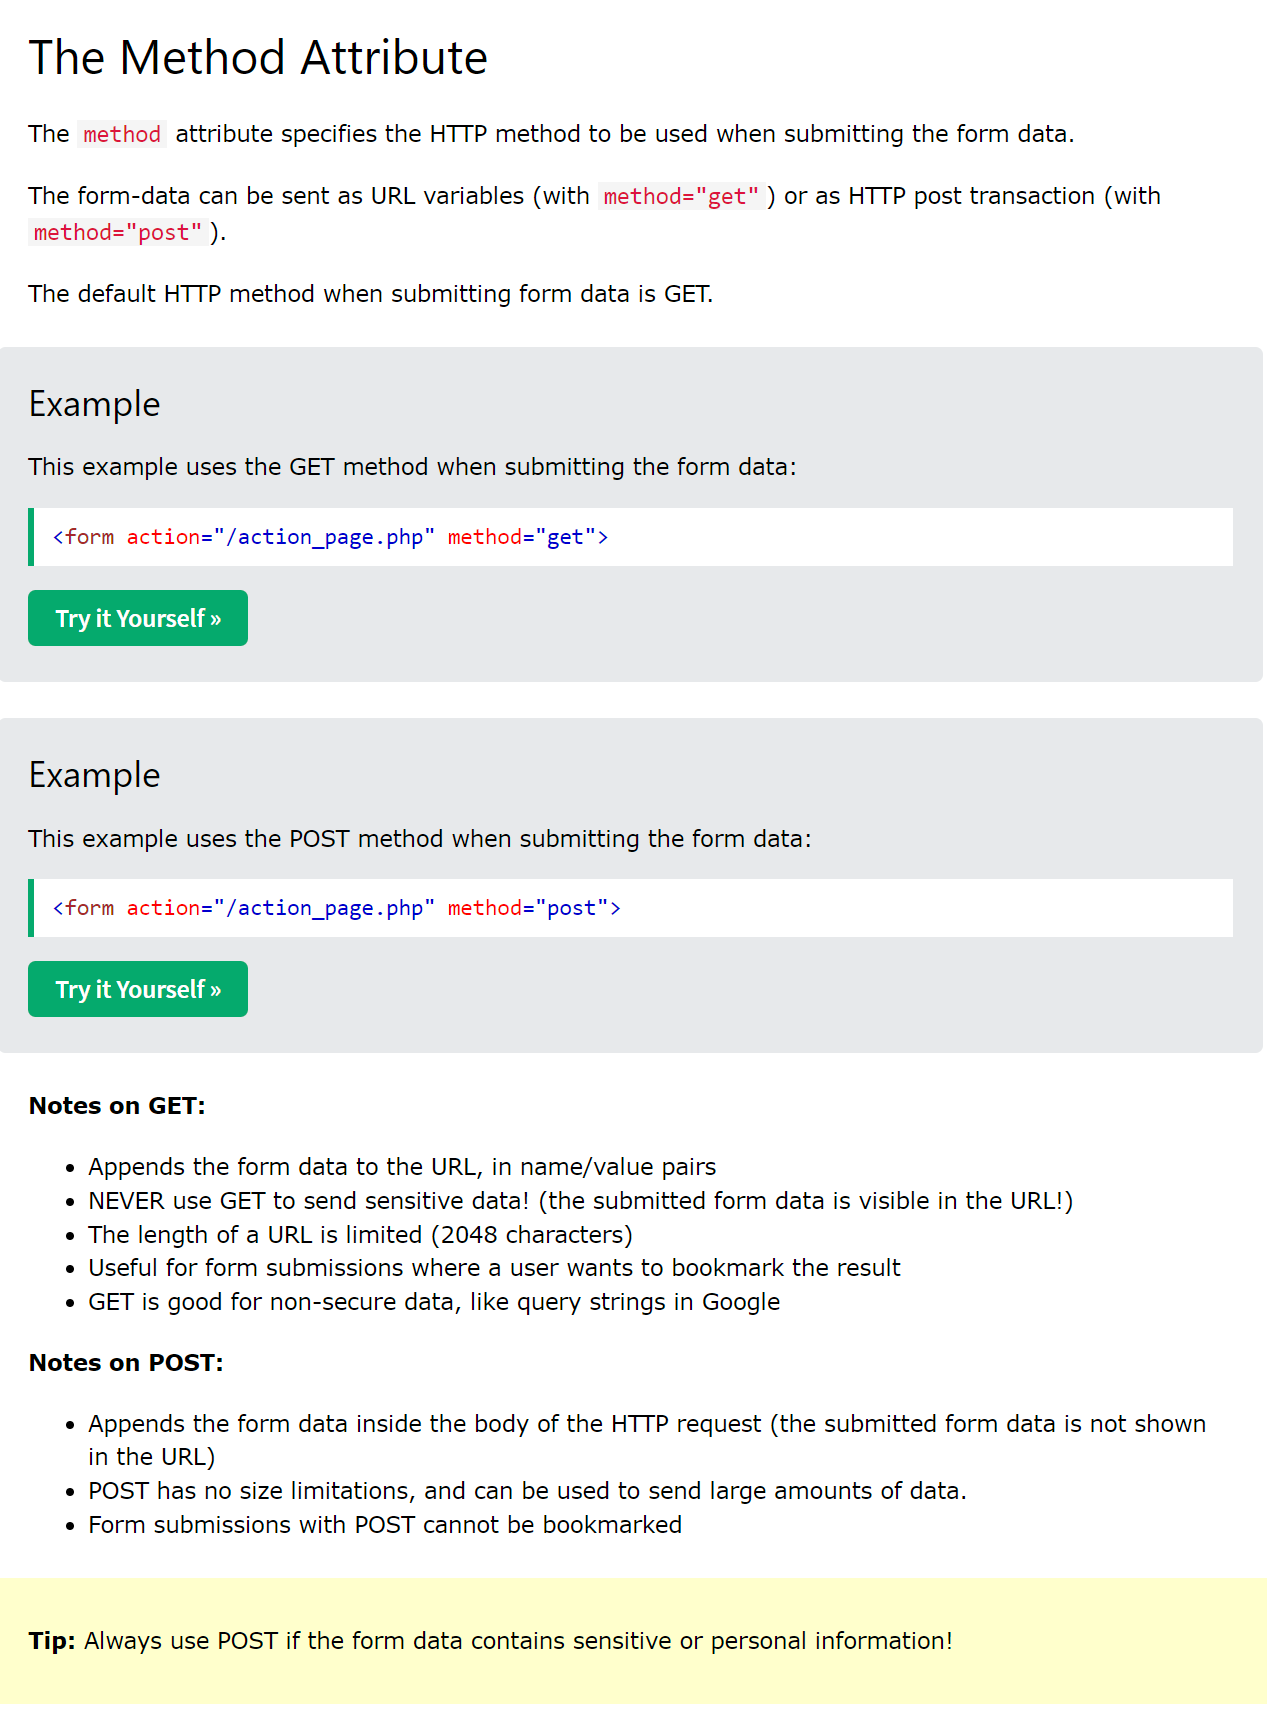 The Method Attribute
The method attribute specifies the HTTP method to be used when submitting the form data.
The form-data can be sent as URL variables (with method="get") or as HTTP post transaction (with
method="post").
The default HTTP method when submitting form data is GET.
Example
This example uses the GET method when submitting the form data:
<form action="/action_page.php" method="get">
Try it Yourself »
Example
This example uses the POST method when submitting the form data:
<form action="/action_page.php" method="post">
Try it Yourself »
Notes on GET:
• Appends the form data to the URL, in name/value pairs
• NEVER use GET to send sensitive data! (the submitted form data is visible in the URL!)
• The length of a URL is limited (2048 characters)
• Useful for form submissions where a user wants to bookmark the result
• GET is good for non-secure data, like query strings in Google
Notes on POST:
• Appends the form data inside the body of the HTTP request (the submitted form data is not shown
in the URL)
• POST has no size limitations, and can be used to send large amounts of data.
• Form submissions with POST cannot be bookmarked
Tip: Always use POST if the form data contains sensitive or personal information!